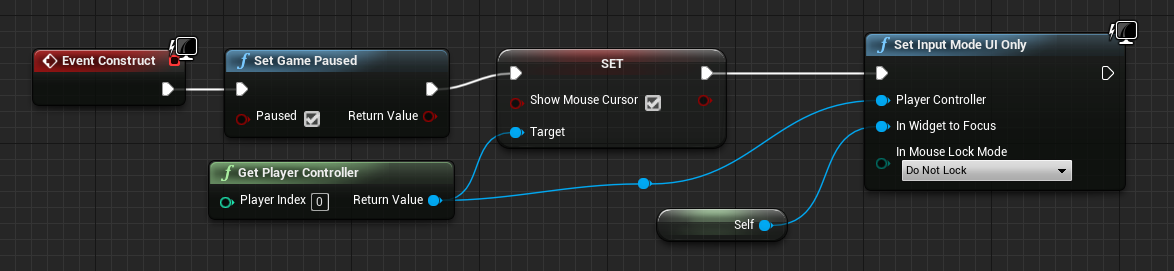 Event Construct
Set Game Paused
Paused
Return Value
SET
Show Mouse Cursor
Target
Set Input Mode UI Only
Player Controller
In Widget to Focus
In Mouse Lock Mode
Do Not Lock
Get Player Controller
Player Index 0
Return Value
Self